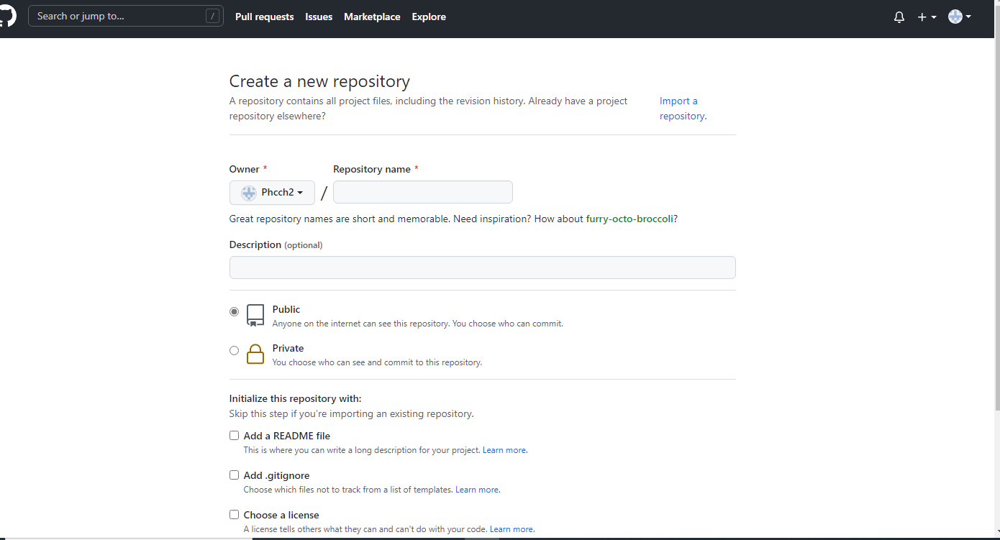 Search or jump to... /
Pull requests Issues Marketplace Explore
Create a new repository
A repository contains all project files, including the revision history. Already have a project
repository elsewhere?
Import a
repository.
Owner * Repository name *
Phcch2 /
Great repository names are short and memorable. Need inspiration? How about furry-octo-broccoli?
Description (optional)
Public
Anyone on the internet can see this repository. You choose who can commit.
Private
You choose who can see and commit to this repository.
Initialize this repository with:
Skip this step if you’re importing an existing repository.
Add a README file
This is where you can write a long description for your project. Learn more.
Add .gitignore
Choose which files not to track from a list of templates. Learn more.
Choose a license
A license tells others what they can and can't do with your code. Learn more.